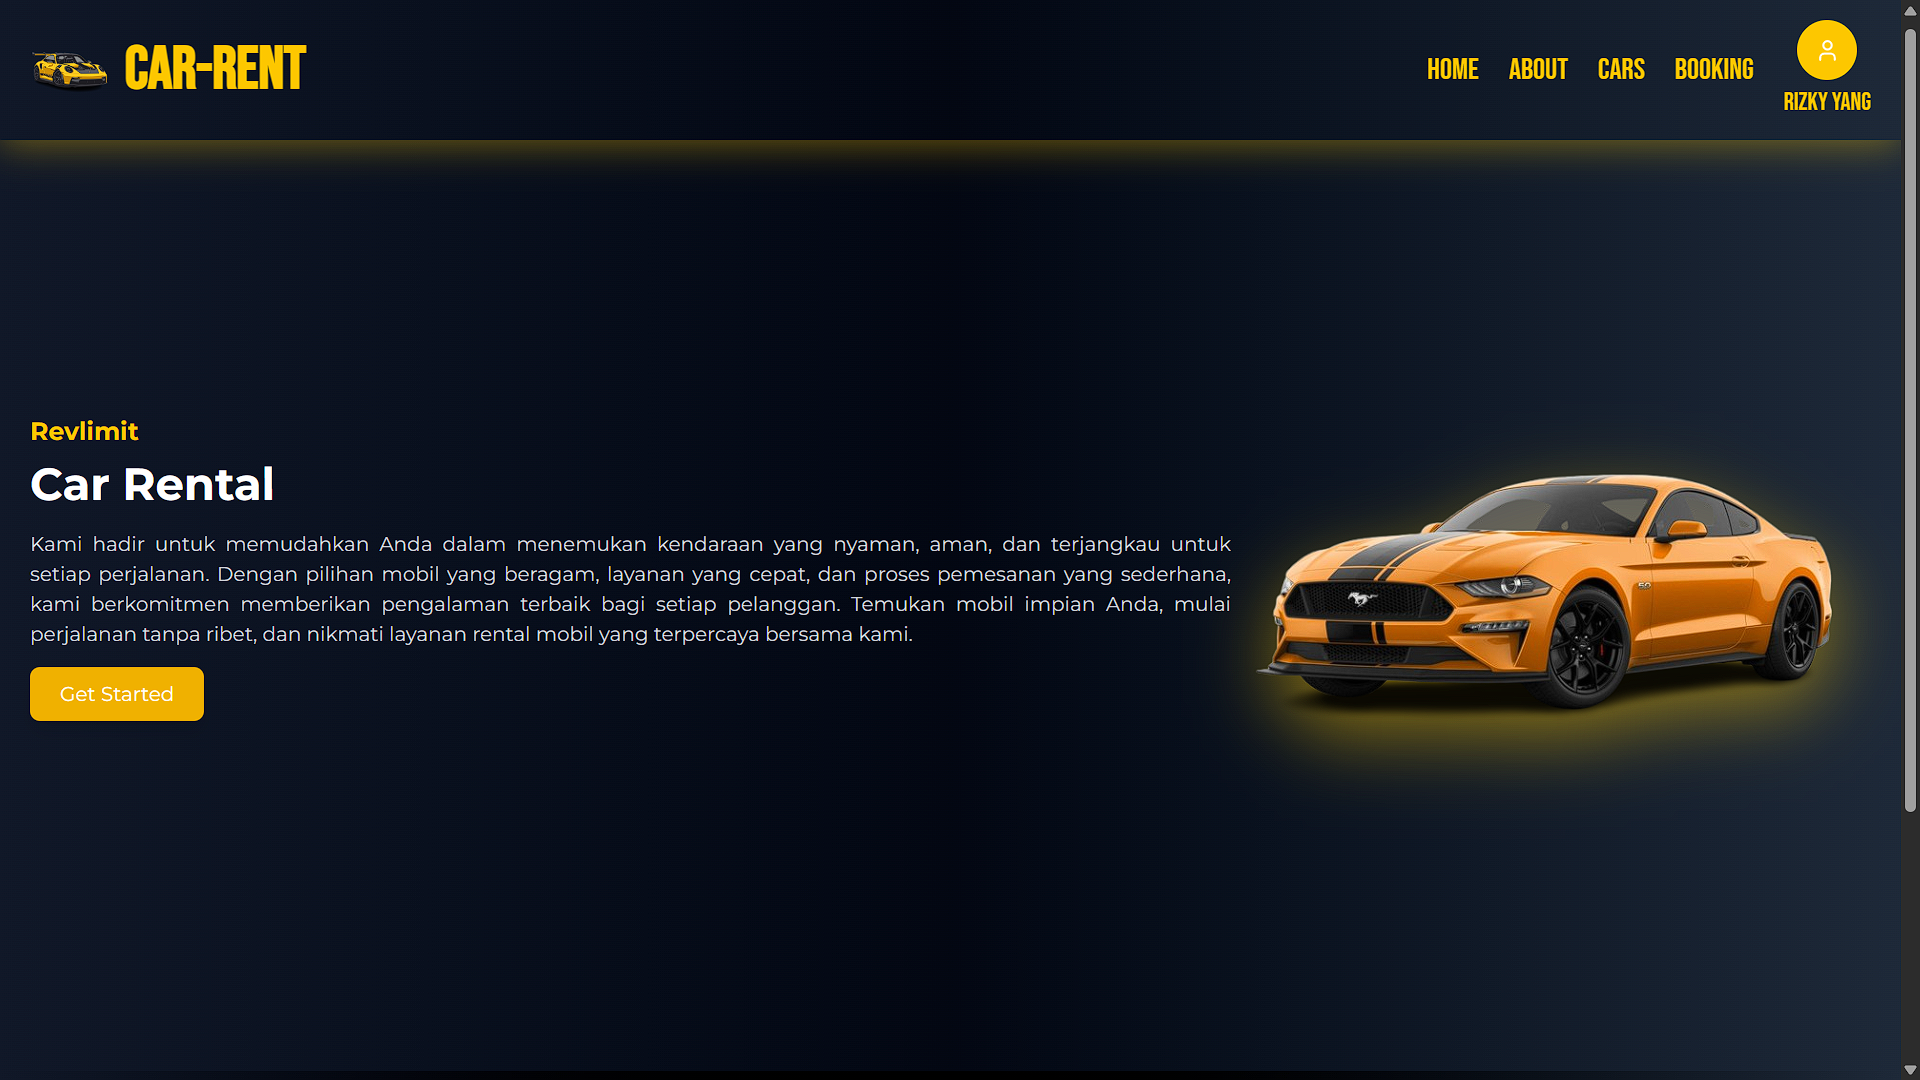 CAR-RENT
HOME ABOUT CARS BOOKING
RIZKY YANG
Revlimit
Car Rental
Kami hadir untuk memudahkan Anda dalam menemukan kendaraan yang nyaman, aman, dan terjangkau untuk
setiap perjalanan. Dengan pilihan mobil yang beragam, layanan yang cepat, dan proses pemesanan yang sederhana,
kami berkomitmen memberikan pengalaman terbaik bagi setiap pelanggan. Temukan mobil impian Anda, mulai
perjalanan tanpa ribet, dan nikmati layanan rental mobil yang terpercaya bersama kami.
Get Started
5.0